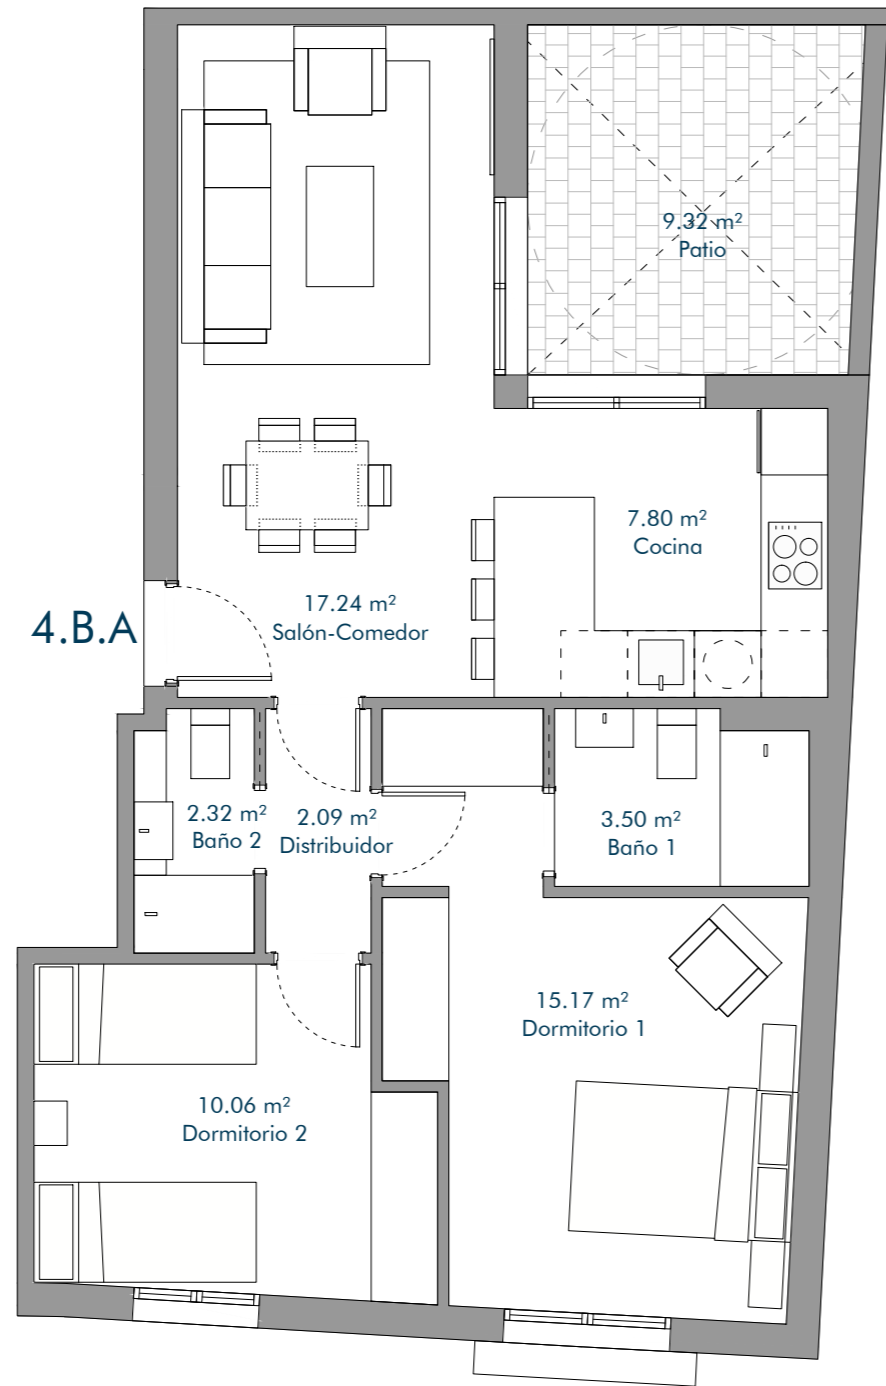 9.32 m²
Patio
7.80 m²
Cocina
4.B.A
17.24 m²
Salón-Comedor
2.32 m²
Baño 2
2.09 m²
Distribuidor
3.50 m²
Baño 1
15.17 m²
Dormitorio 1
10.06 m²
Dormitorio 2